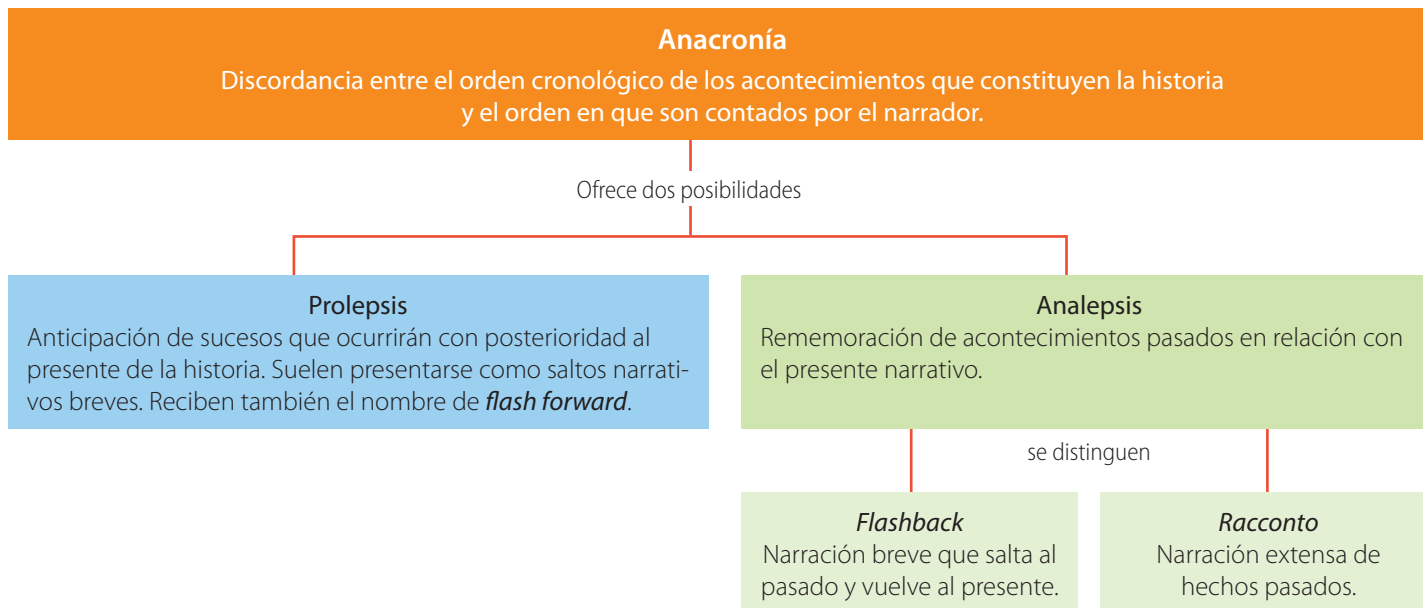 Anacronía
Discordancia entre el orden cronológico de los acontecimientos que constituyen la historia
y el orden en que son contados por el narrador.
Ofrece dos posibilidades
Prolepsis
Anticipación de sucesos que ocurrirán con posterioridad al
presente de la historia. Suelen presentarse como saltos narrati-
vos breves. Reciben también el nombre de flash forward.
Analepsis
Rememoración de acontecimientos pasados en relación con
el presente narrativo.
se distinguen
Flashback
Narración breve que salta al
pasado y vuelve al presente.
Racconto
Narración extensa de
hechos pasados.